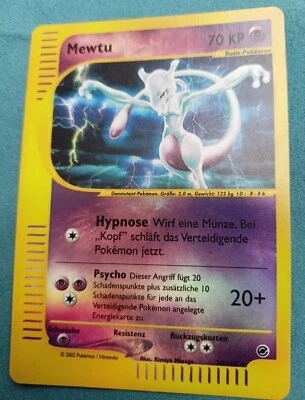 Mewtu
70 KP
Basis-Pokémon
Genmutant-Pokémon. Größe: 2,0 m. Gewicht: 122 kg
Hypnose Wirf eine Münze. Bei
„Kopf“ schläft das Verteidigende
Pokémon jetzt.
Psycho Dieser Angriff fügt 20
Schadenspunkte plus zusätzliche 10
Schadenspunkte für jede an das
Verteidigende Pokémon angelegte
Energiekarte zu.
20+
Schwäche
Resistenz
Rückzugskosten
© 2002 Pokémon / Nintendo
Illus.